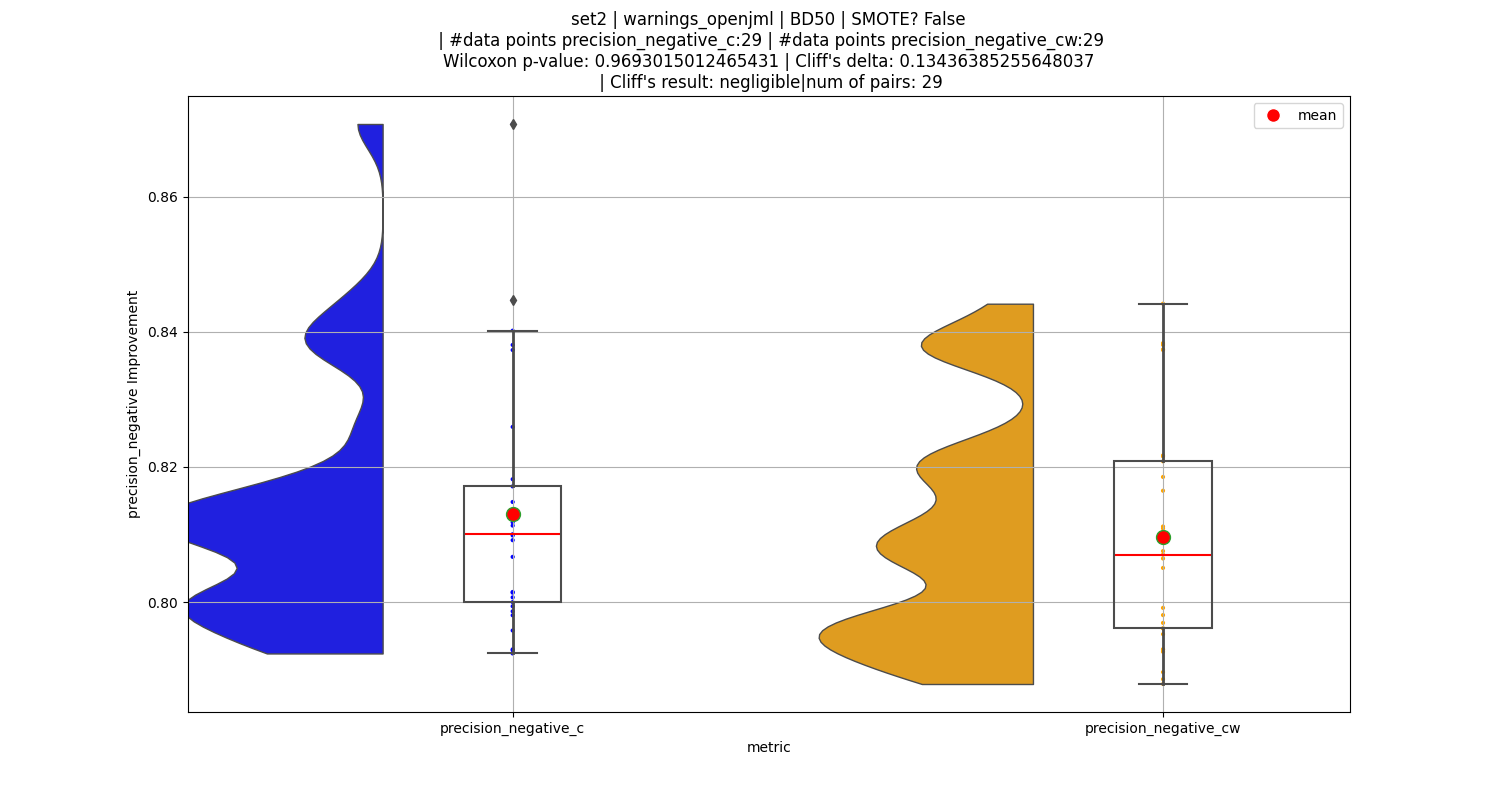 set2 | warnings_openjml | BD50 | SMOTE? False
| #data points precision_negative_c:29 | #data points precision_negative_cw:29
Wilcoxon p-value: 0.9693015012465431 | Cliff's delta: 0.13436385255648037
| Cliff's result: negligible|num of pairs: 29
mean
0.86
0.84
0.82
0.80
precision_negative Improvement
precision_negative_c
precision_negative_cw
metric